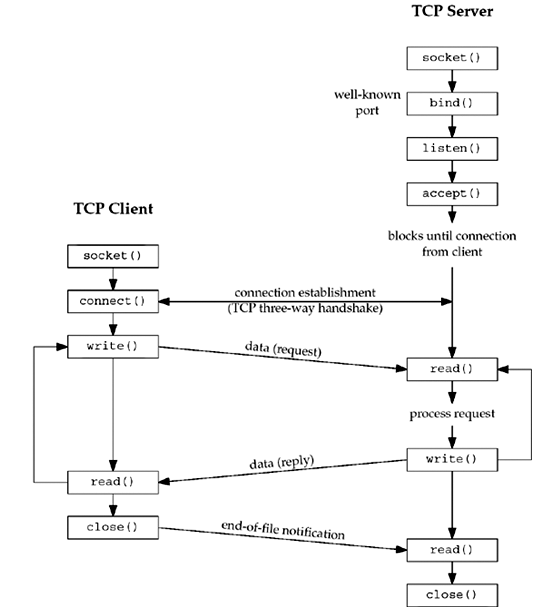 TCP Server
socket()
well-known
port
bind()
listen()
accept()
blocks until connection
from client
TCP Client
socket()
connect()
connection establishment
(TCP three-way handshake)
write()
data (request)
read()
process request
write()
data (reply)
read()
close()
end-of-file notification
read()
close()